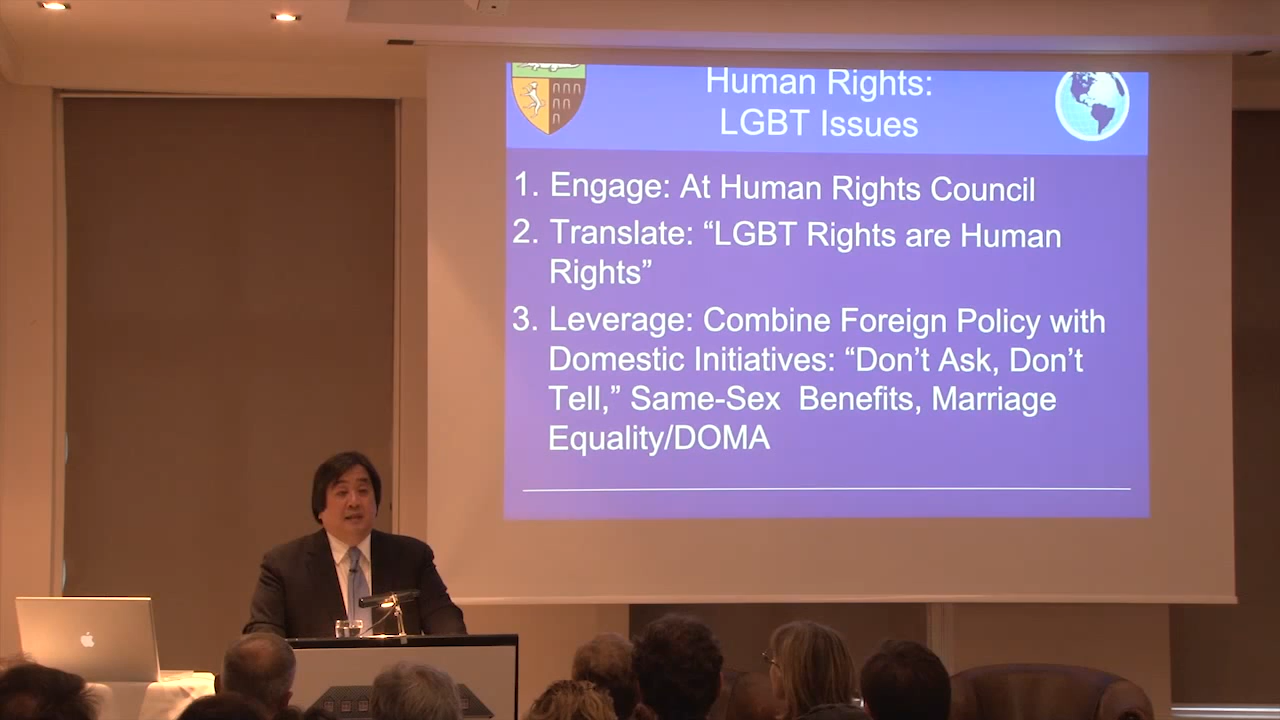 Human Rights:
LGBT Issues
1. Engage: At Human Rights Council
2. Translate: “LGBT Rights are Human
Rights”
3. Leverage: Combine Foreign Policy with
Domestic Initiatives: “Don’t Ask, Don’t
Tell,” Same-Sex Benefits, Marriage
Equality/DOMA